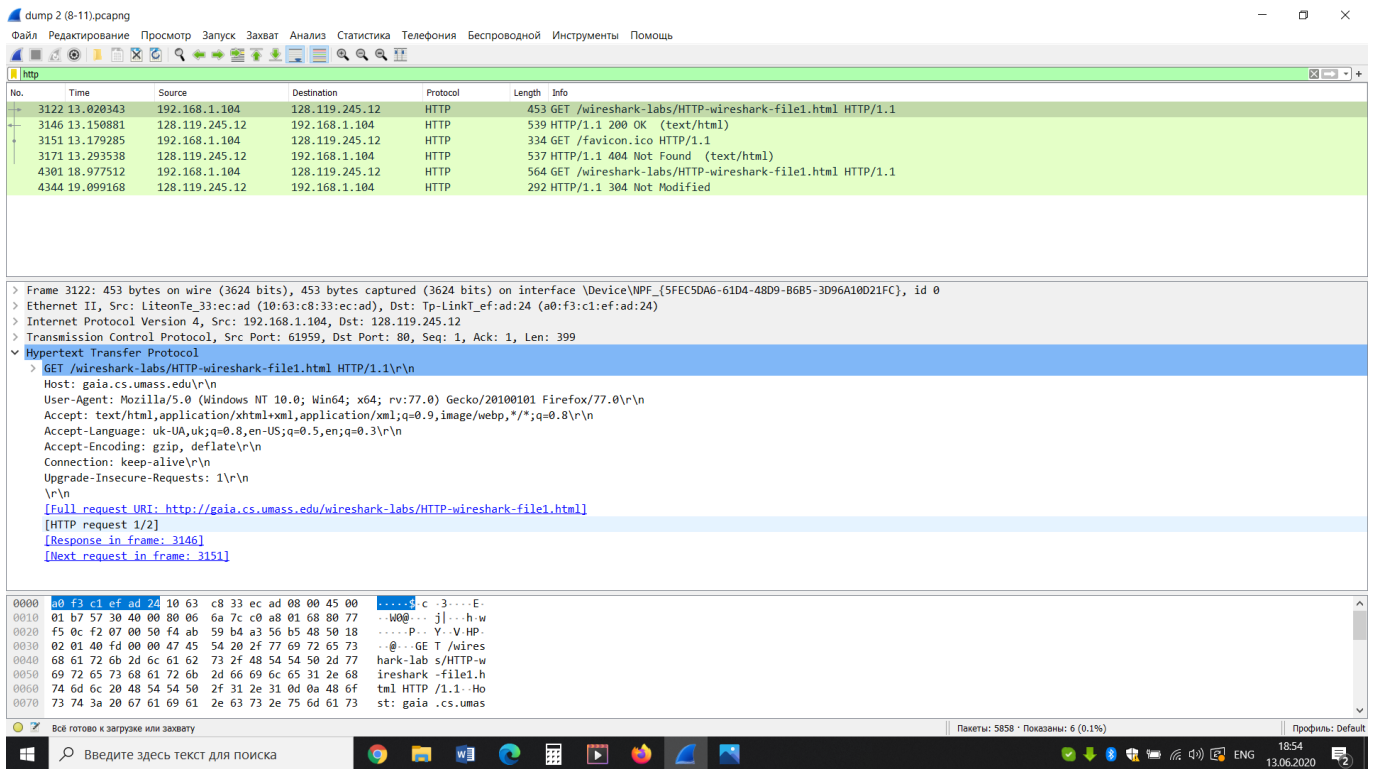 dump 2 (8-11).pcapng
Файл Редактирование Просмотр Запуск Захват Анализ Статистика Телефония Беспроводной Инструменты Помощь
http
No. Time Source Destination Protocol Length Info
3122 13.020343 192.168.1.104 128.119.245.12 HTTP 453 GET /wireshark-labs/HTTP-wireshark-file1.html HTTP/1.1
3146 13.150881 128.119.245.12 192.168.1.104 HTTP 539 HTTP/1.1 200 OK (text/html)
3151 13.179285 192.168.1.104 128.119.245.12 HTTP 334 GET /favicon.ico HTTP/1.1
3171 13.293538 128.119.245.12 192.168.1.104 HTTP 537 HTTP/1.1 404 Not Found (text/html)
4301 18.977512 192.168.1.104 128.119.245.12 HTTP 564 GET /wireshark-labs/HTTP-wireshark-file1.html HTTP/1.1
4344 19.099168 128.119.245.12 192.168.1.104 HTTP 292 HTTP/1.1 304 Not Modified
> Frame 3122: 453 bytes on wire (3624 bits), 453 bytes captured (3624 bits) on interface \Device\NPF_{5FEC5DA6-61D4-48D9-B6B5-3D96A10D21FC}, id 0
> Ethernet II, Src: LiteonTe_33:ec:ad (10:63:c8:33:ec:ad), Dst: Tp-LinkT_ef:ad:24 (a0:f3:c1:ef:ad:24)
> Internet Protocol Version 4, Src: 192.168.1.104, Dst: 128.119.245.12
> Transmission Control Protocol, Src Port: 61959, Dst Port: 80, Seq: 1, Ack: 1, Len: 399
Hypertext Transfer Protocol
> GET /wireshark-labs/HTTP-wireshark-file1.html HTTP/1.1\r\n
Host: gaia.cs.umass.edu\r\n
User-Agent: Mozilla/5.0 (Windows NT 10.0; Win64; x64; rv:77.0) Gecko/20100101 Firefox/77.0\r\n
Accept: text/html,application/xhtml+xml,application/xml;q=0.9,image/webp,*/*;q=0.8\r\n
Accept-Language: uk-UA,uk;q=0.8,en-US;q=0.5,en;q=0.3\r\n
Accept-Encoding: gzip, deflate\r\n
Connection: keep-alive\r\n
Upgrade-Insecure-Requests: 1\r\n
\r\n
[Full request URI: http://gaia.cs.umass.edu/wireshark-labs/HTTP-wireshark-file1.html]
[HTTP request 1/2]
[Response in frame: 3146]
[Next request in frame: 3151]
0000 a0 f3 c1 ef ad 24 10 63 c8 33 ec ad 08 00 45 00 ·····$·c ·3····E·
0010 01 b7 57 30 40 00 80 06 6a 7c c0 a8 01 68 80 77 ··W0@··· j|···h·w
0020 f5 0c f2 07 00 50 f4 ab 59 b4 a3 56 b5 48 50 18 ·····P·· Y··V·HP·
0030 02 01 40 fd 00 00 47 45 54 20 2f 77 69 72 65 73 ··@···GE T /wires
0040 68 61 72 6b 2d 6c 61 62 73 2f 48 54 54 50 2d 77 hark-lab s/HTTP-w
0050 69 72 65 73 68 61 72 6b 2d 66 69 6c 65 31 2e 68 ireshark -file1.h
0060 74 6d 6c 20 48 54 54 50 2f 31 2e 31 0d 0a 48 6f tml HTTP /1.1··Ho
0070 73 74 3a 20 67 61 69 61 2e 63 73 2e 75 6d 61 73 st: gaia .cs.umas
Всё готово к загрузке или захвату Пакеты: 5858 · Показаны: 6 (0.1%) Профиль: Default
Введите здесь текст для поиска ENG 18:54
13.06.2020 2